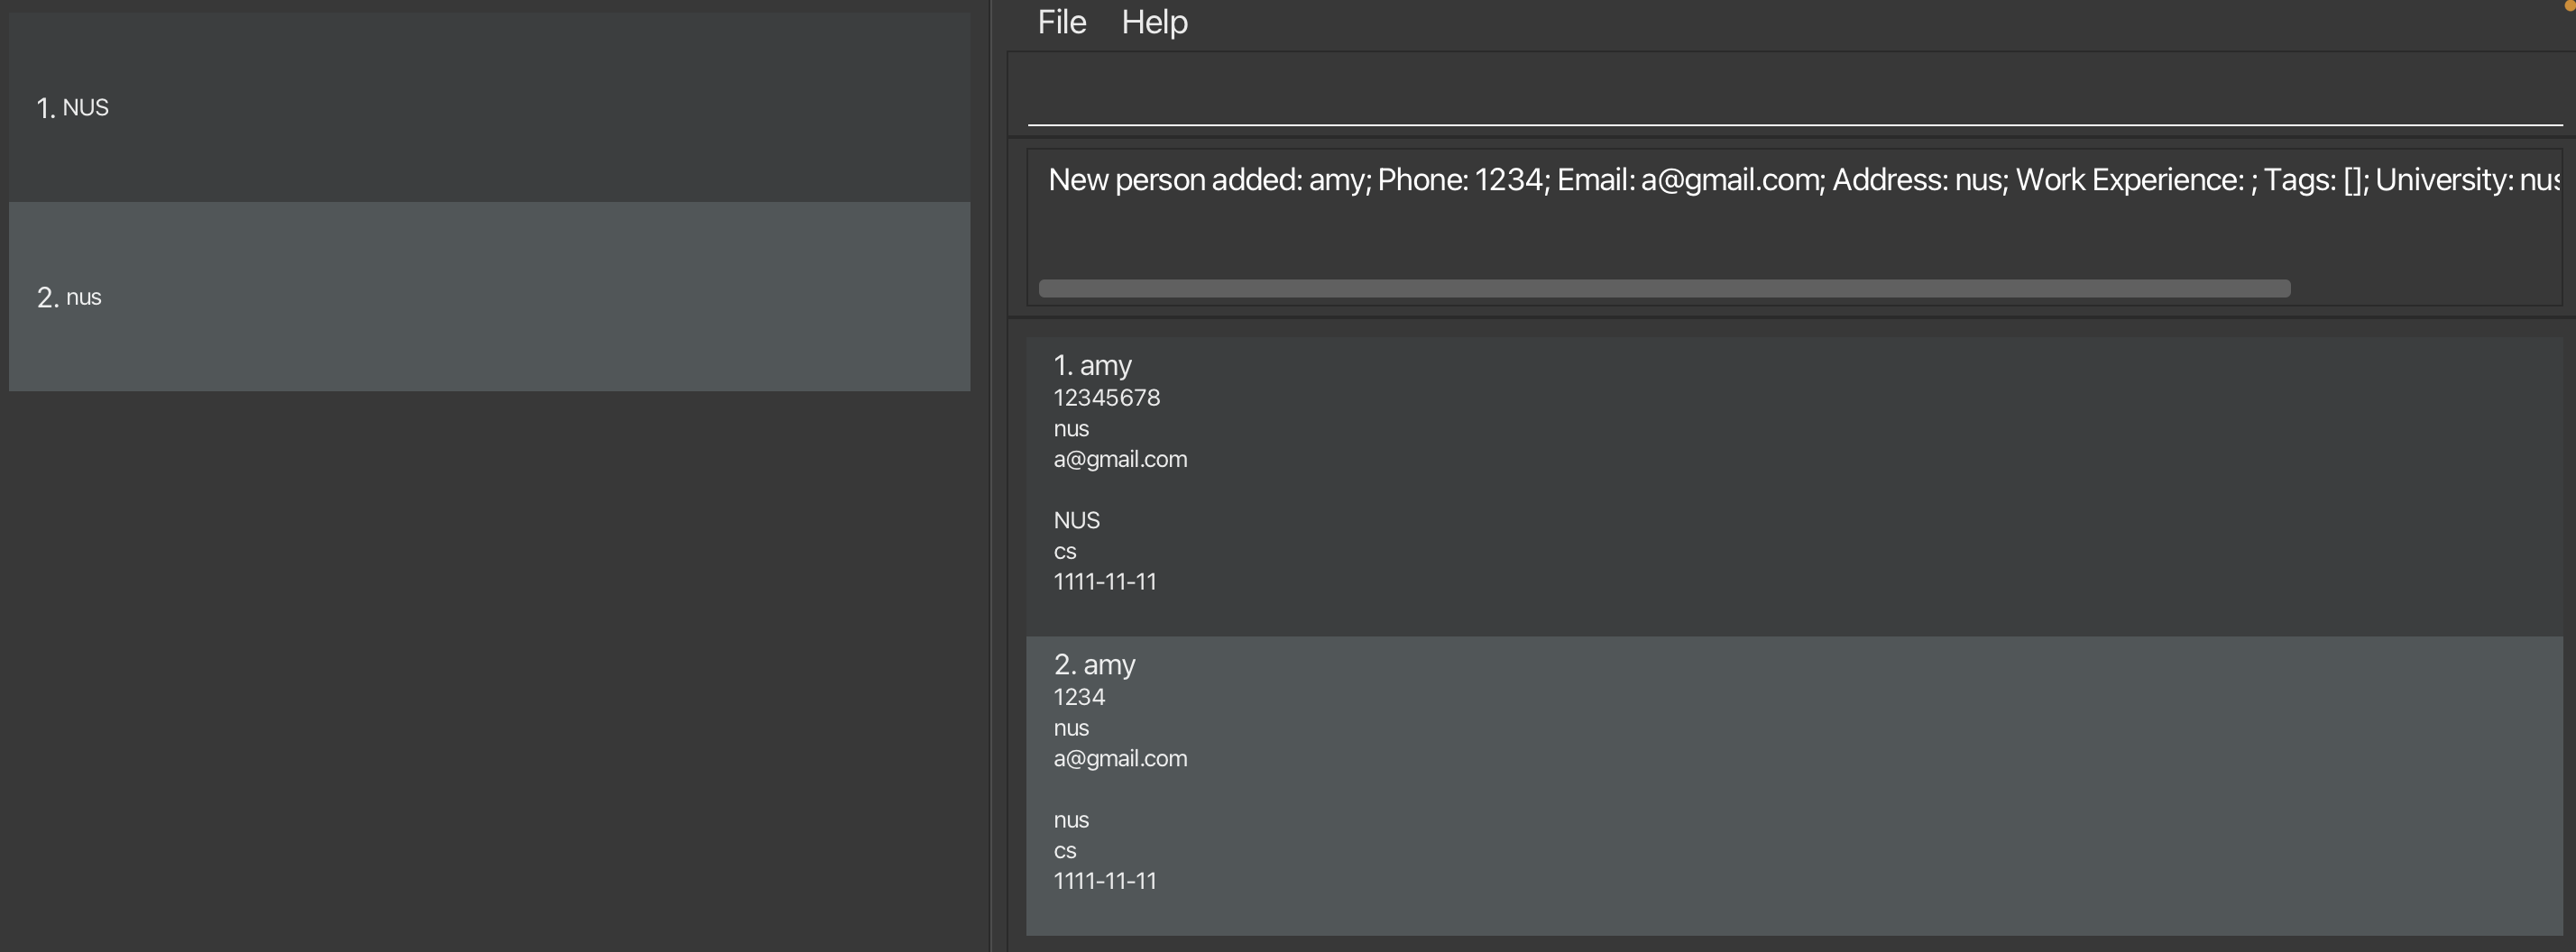 1. NUS
2. nus
File Help
New person added: amy; Phone: 1234; Email: a@gmail.com; Address: nus; Work Experience: ; Tags: []; University: nus
1. amy
12345678
nus
a@gmail.com
NUS
cs
1111-11-11
2. amy
1234
nus
a@gmail.com
nus
cs
1111-11-11